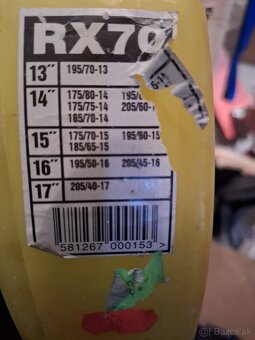 RX70
13" 195/70-13
14" 175/80-14 195/
175/75-14 205/60-
185/70-14
15" 175/70-15 195/60-15
185/65-15
16" 195/50-16 205/45-16
17" 205/40-17
581267 000153 >
© Bazos.sk